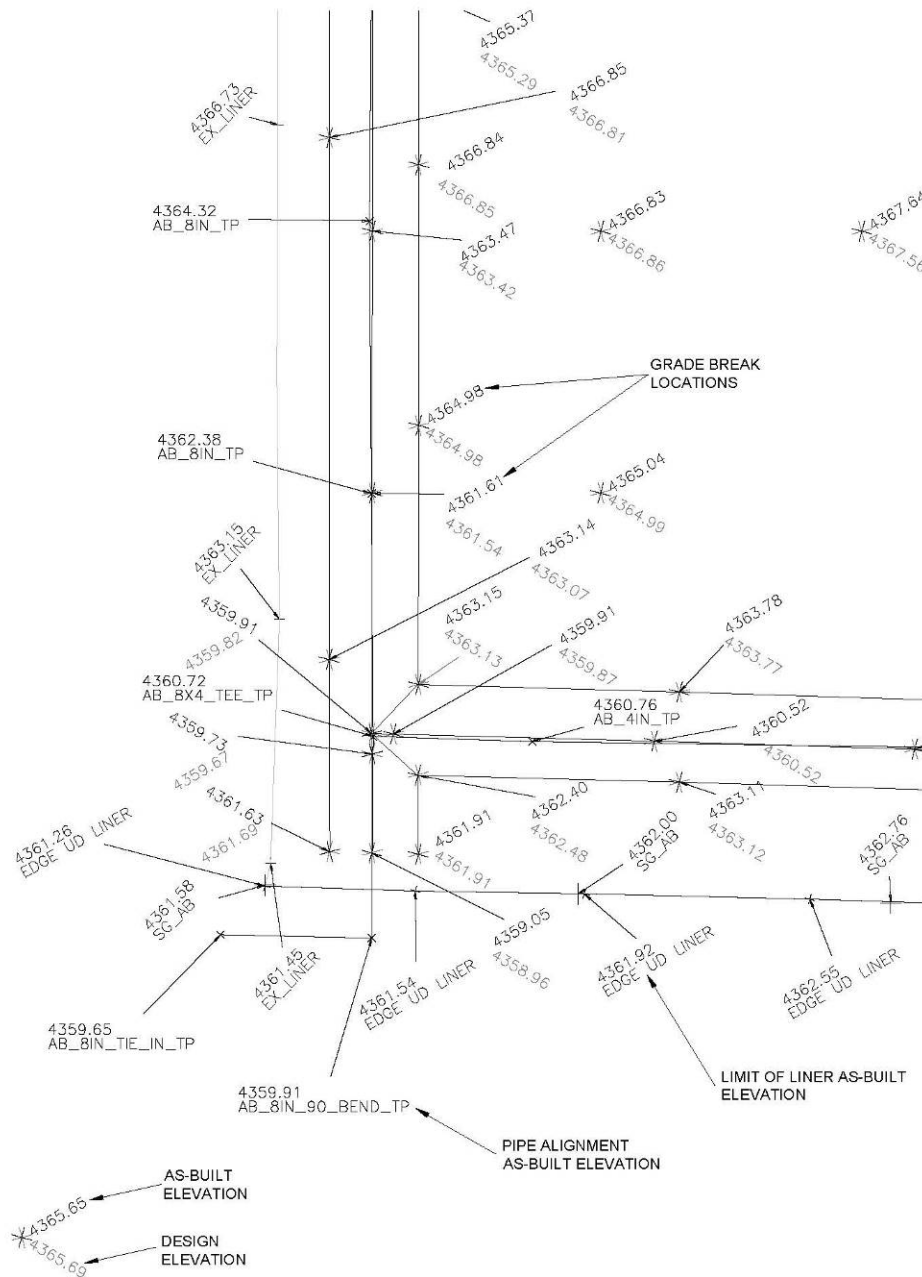 4365.37
4365.29
4366.85
4366.81
4366.73
EX_LINER
4366.84
4366.85
4364.32
AB_8IN_TP
4363.47
4363.42
4366.83
4366.86
4367.64
4367.56
GRADE BREAK
LOCATIONS
4364.98
4364.98
4362.38
AB_8IN_TP
4361.61
4361.54
4365.04
4364.99
4363.15
EX_LINER
4363.14
4363.07
4359.91
4359.82
4363.15
4363.13
4359.91
4359.87
4363.78
4363.77
4360.72
AB_8X4_TEE_TP
4360.76
AB_4IN_TP
4360.52
4360.52
4359.73
4359.67
4361.63
4361.69
4362.40
4362.48
4363.11
4363.12
4361.26
EDGE UD LINER
4361.91
4361.91
4362.00
SG_AB
4362.76
SG_AB
4361.58
SG_AB
4359.05
4358.96
4361.45
EX_LINER
4361.54
EDGE UD LINER
4361.92
EDGE UD LINER
4362.55
EDGE UD LINER
4359.65
AB_8IN_TIE_IN_TP
4359.91
AB_8IN_90_BEND_TP
LIMIT OF LINER AS-BUILT
ELEVATION
PIPE ALIGNMENT
AS-BUILT ELEVATION
AS-BUILT
ELEVATION
4365.65
4365.69
DESIGN
ELEVATION